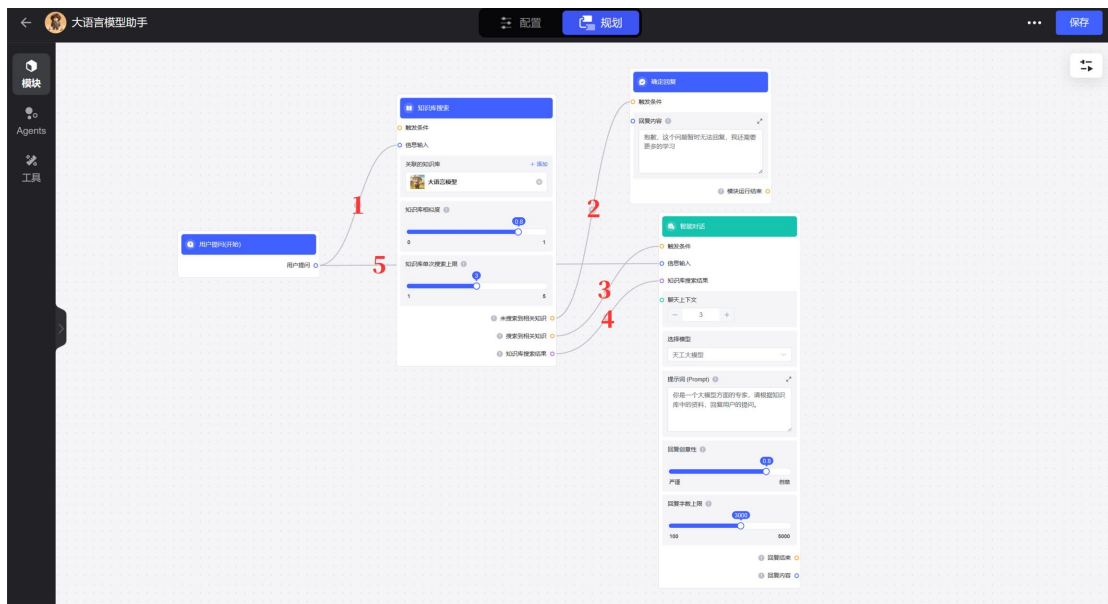 大语言模型助手
配置
规划
保存
模块
Agents
工具
用户提问(开始)
用户提问
1
5
知识库搜索
触发条件
信息输入
关联的知识库
+ 添加
大语言模型
知识库相似度
0.8
0
1
知识库单次搜索上限
3
1
5
未搜索到相关知识
搜索到相关知识
知识库搜索结果
2
3
4
确定回复
触发条件
回复内容
抱歉，这个问题暂时无法回复，我还需要
更多的学习
模块运行结束
智能对话
触发条件
信息输入
知识库搜索结果
聊天上下文
− 3 +
选择模型
天工大模型
提示词 (Prompt)
你是一个大模型方面的专家，请根据知识
库中的资料，回复用户的提问。
回复创意性
0.8
严谨
创意
回复字数上限
3000
100
5000
回复结束
回复内容